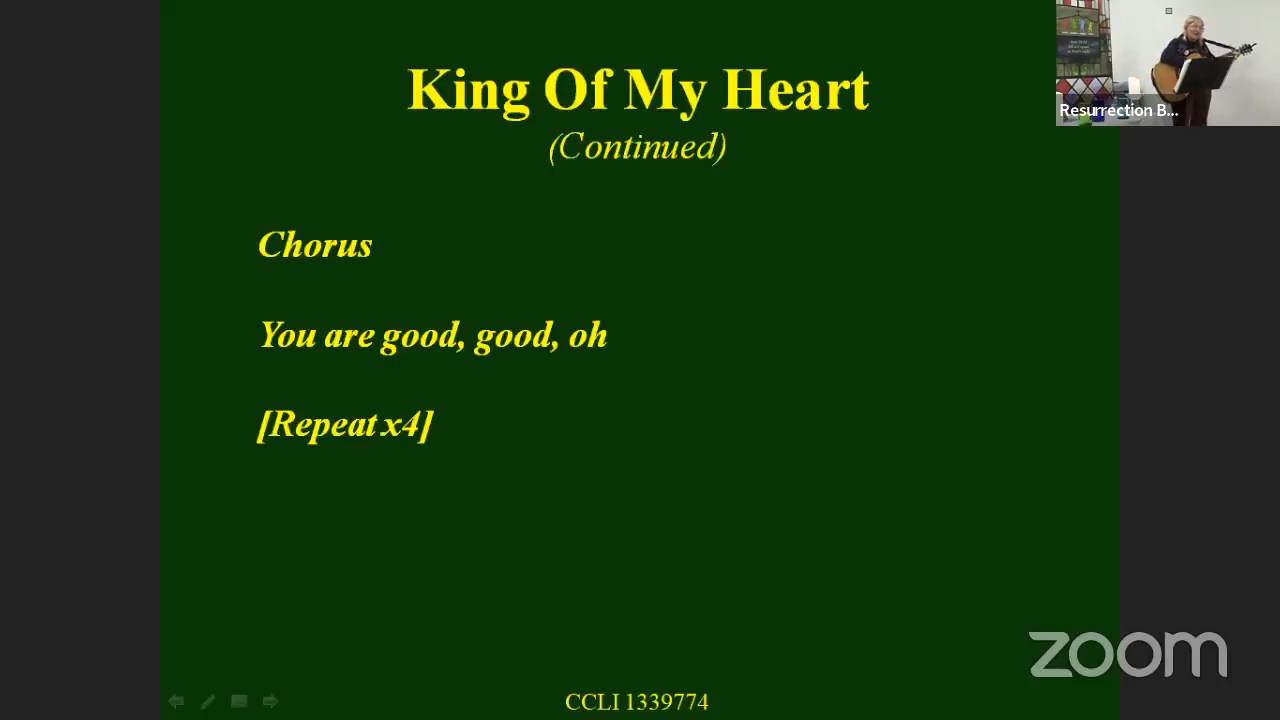 King Of My Heart
(Continued)
Chorus
You are good, good, oh
[Repeat x4]
CCLI 1339774
Resurrection B...
zoom